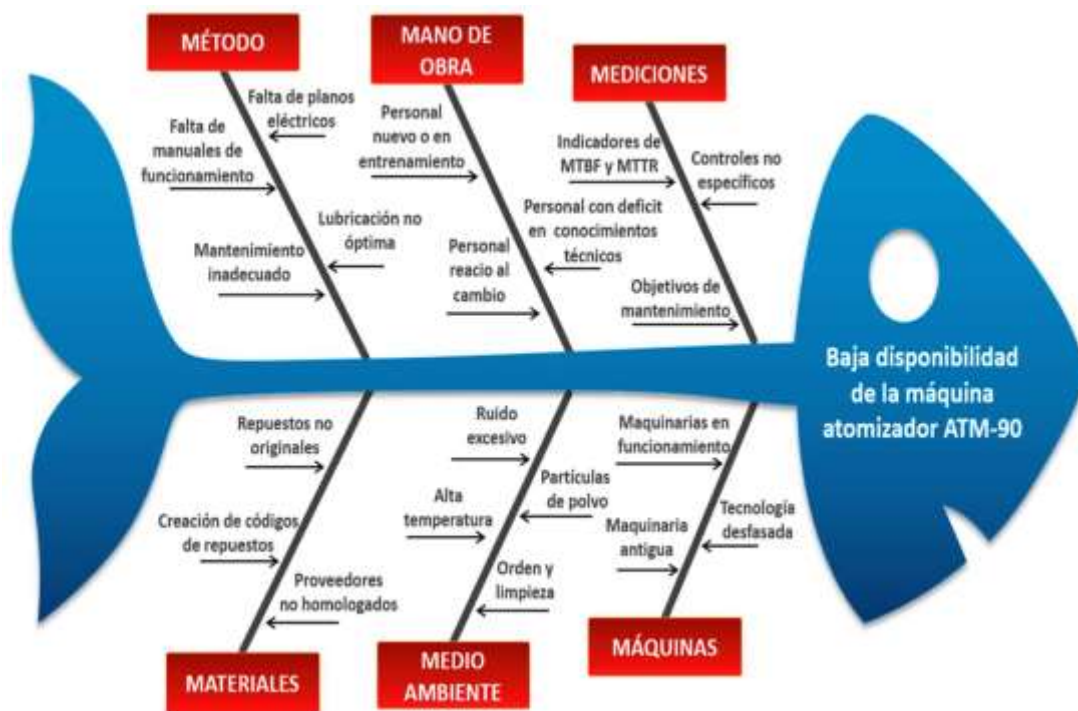 MÉTODO
Falta de planos
eléctricos
Falta de
manuales de
funcionamiento
Lubricación no
óptima
Mantenimiento
inadecuado
MANO DE
OBRA
Personal
nuevo o en
entrenamiento
Personal con deficit
en conocimientos
técnicos
Personal
reacio al
cambio
MEDICIONES
Indicadores de
MTBF y MTTR
Controles no
específicos
Objetivos de
mantenimiento
Baja disponibilidad
de la máquina
atomizador ATM-90
Repuestos no
originales
Creación de códigos
de repuestos
Proveedores
no homologados
MATERIALES
Ruido
excesivo
Partículas
de polvo
Alta
temperatura
Orden y
limpieza
MEDIO
AMBIENTE
Maquinarias en
funcionamiento
Tecnología
desfasada
Maquinaria
antigua
MÁQUINAS